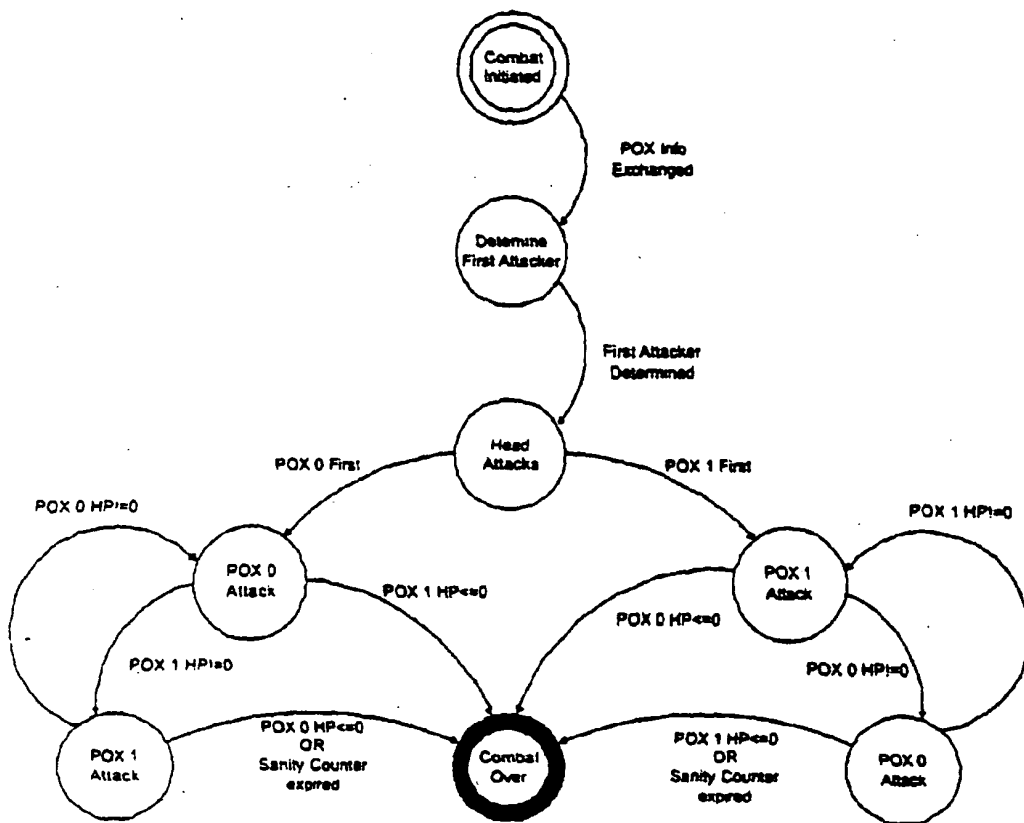 Combat
Initiated
POX Info
Exchanged
Detemine
First Attacker
First Attacker
Determined
Head
Attacks
POX 0 First
POX 1 First
POX 0 HP!=0
POX 1 HP!=0
POX 0
Attack
POX 1
Attack
POX 1 HP<=0
POX 0 HP<=0
POX 1 HP!=0
POX 0 HP!=0
POX 0 HP<=0
OR
Sanity Counter
expired
POX 1 HP<=0
OR
Sanity Counter
expired
POX 1
Attack
Combat
Over
POX 0
Attack